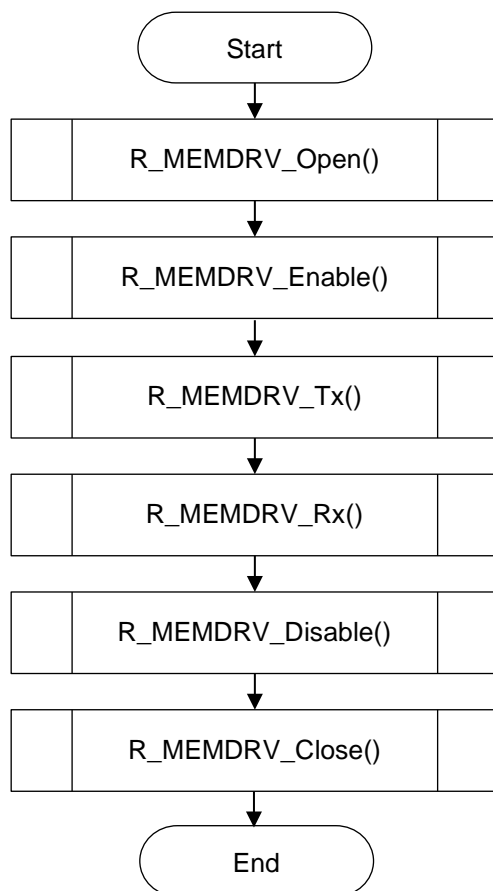 Start
R_MEMDRV_Open()
R_MEMDRV_Enable()
R_MEMDRV_Tx()
R_MEMDRV_Rx()
R_MEMDRV_Disable()
R_MEMDRV_Close()
End